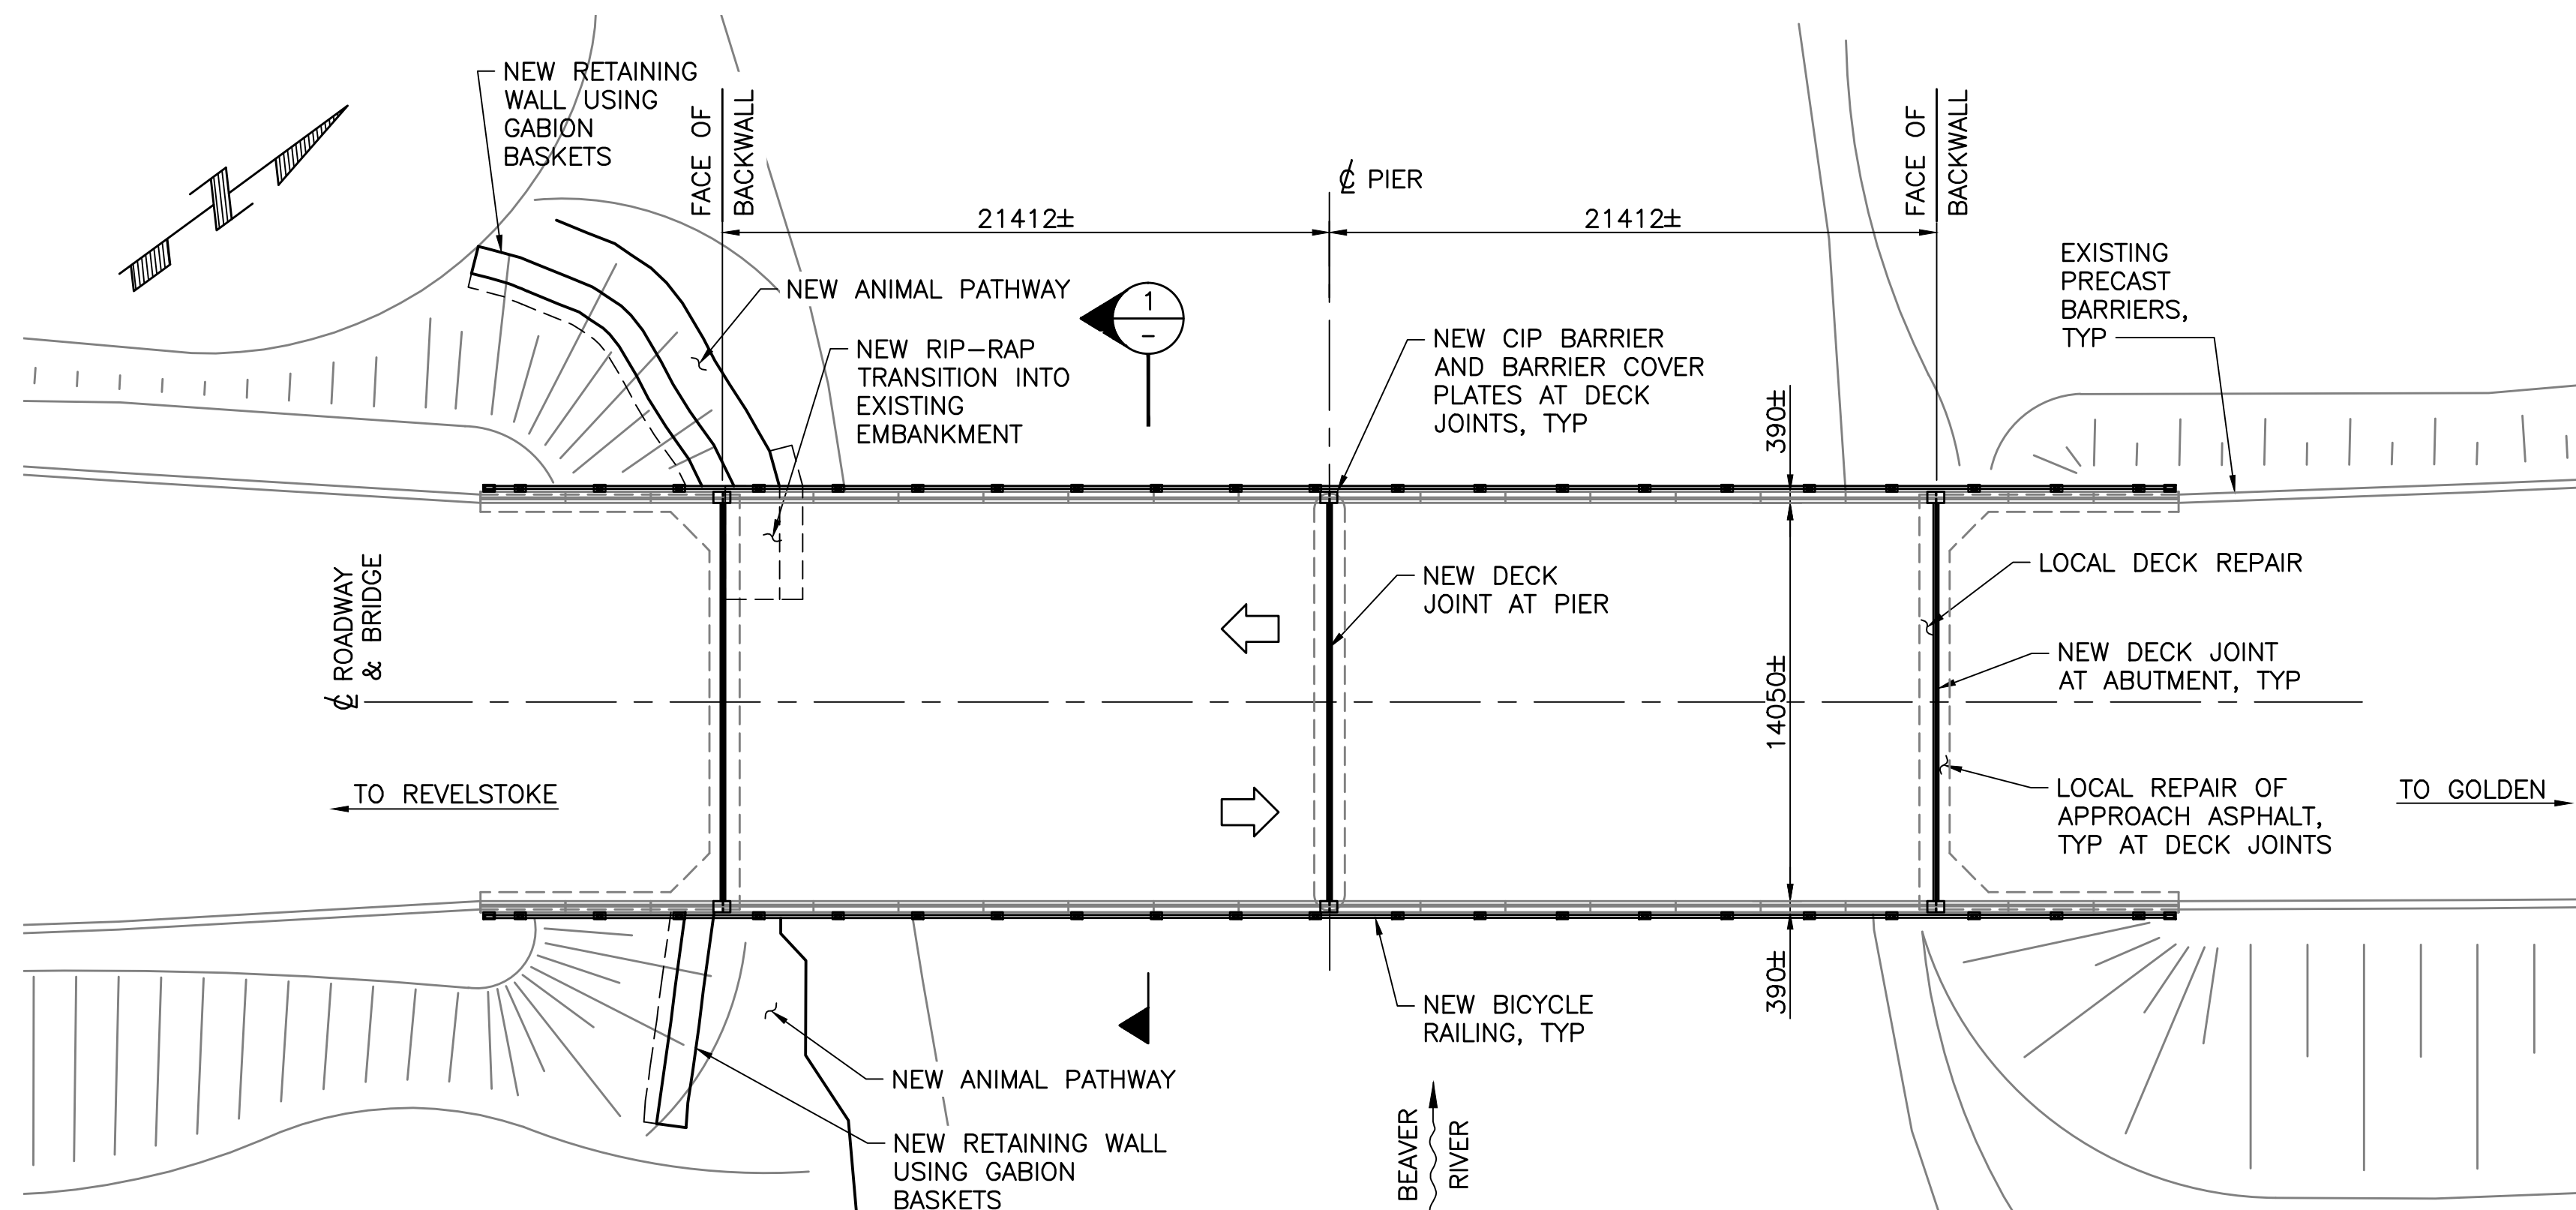 NEW RETAINING
WALL USING
GABION
BASKETS
FACE OF
BACKWALL
℄ PIER
FACE OF
BACKWALL
21412±
21412±
EXISTING
PRECAST
BARRIERS,
TYP
NEW ANIMAL PATHWAY
1
–
NEW RIP-RAP
TRANSITION INTO
EXISTING
EMBANKMENT
NEW CIP BARRIER
AND BARRIER COVER
PLATES AT DECK
JOINTS, TYP
390±
℄ ROADWAY
& BRIDGE
NEW DECK
JOINT AT PIER
LOCAL DECK REPAIR
14050±
NEW DECK JOINT
AT ABUTMENT, TYP
TO REVELSTOKE
LOCAL REPAIR OF
APPROACH ASPHALT,
TYP AT DECK JOINTS
TO GOLDEN
390±
NEW BICYCLE
RAILING, TYP
NEW ANIMAL PATHWAY
NEW RETAINING WALL
USING GABION
BASKETS
BEAVER
RIVER